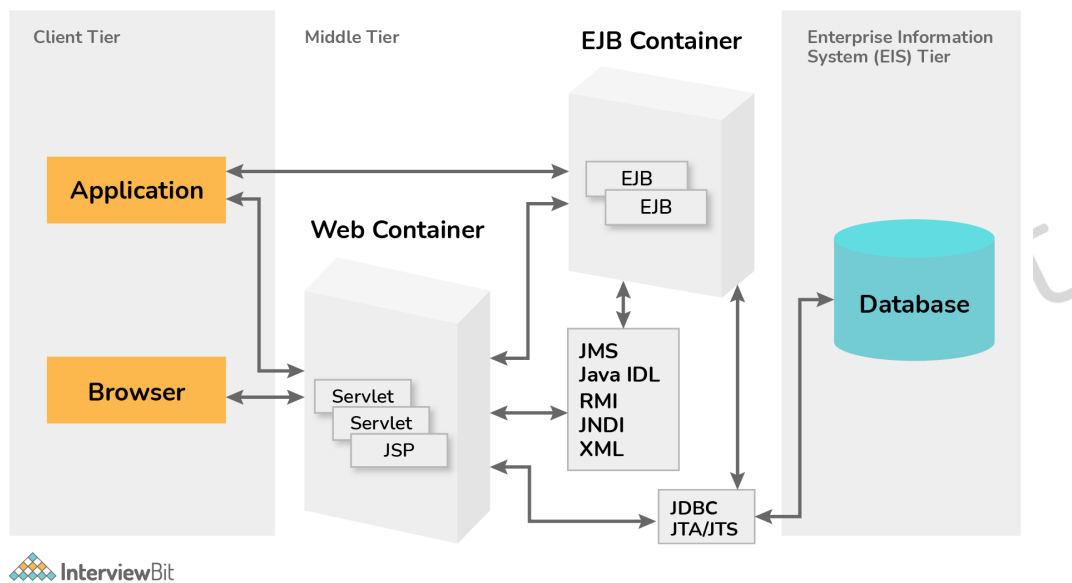 Client Tier
Middle Tier
EJB Container
Enterprise Information
System (EIS) Tier
Application
EJB
EJB
Web Container
Database
Browser
Servlet
Servlet
JSP
JMS
Java IDL
RMI
JNDI
XML
JDBC
JTA/JTS
InterviewBit